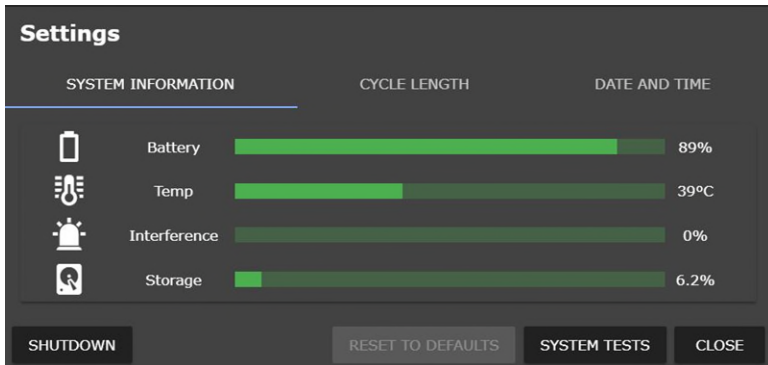 Settings
SYSTEM INFORMATION CYCLE LENGTH DATE AND TIME
Battery 89%
Temp 39°C
Interference 0%
Storage 6.2%
SHUTDOWN RESET TO DEFAULTS SYSTEM TESTS CLOSE